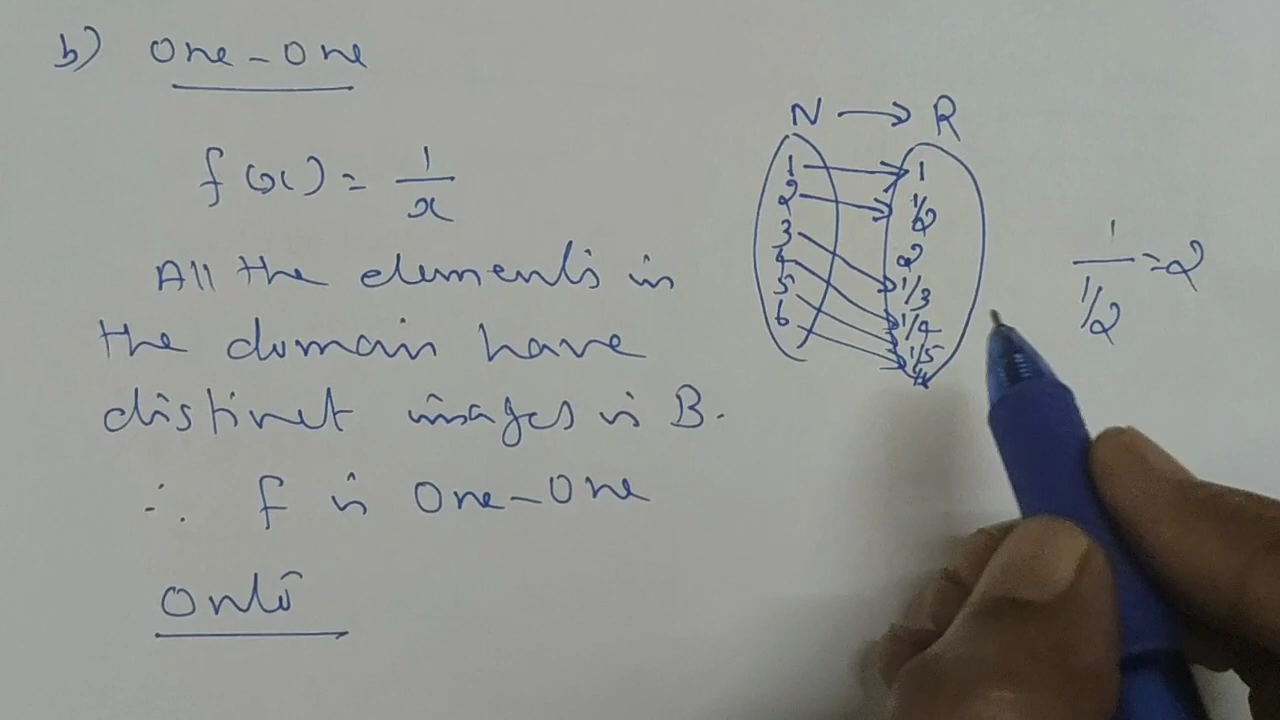 b) One-One
f(x) = 1/x
All the elements in
the domain have
distinct images in B.
∴ f is One-One
Onto
N → R
1
2
3
4
5
6
1
1/2
2
1/3
1/4
1/5
1/(1/2) = 2